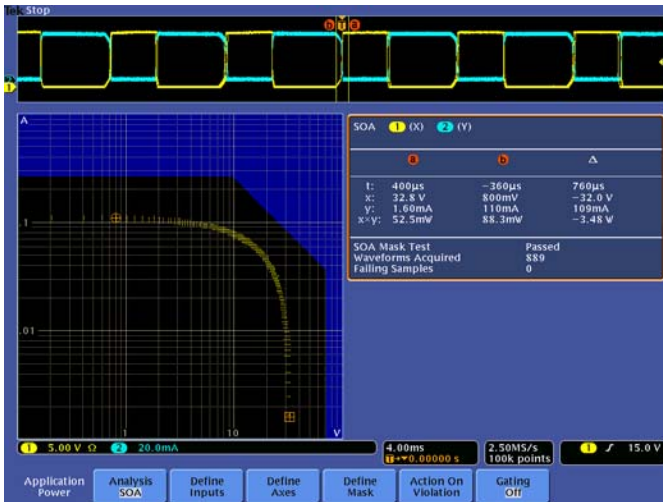 Tek Stop
b T a
2
1
A
.1
.01
1 10 V
SOA 1 (X) 2 (Y)
a b Δ
t: 400µs −360µs 760µs
x: 32.8 V 800mV −32.0 V
y: 1.60mA 110mA 109mA
x×y: 52.5mW 88.3mW −3.48 W
SOA Mask Test Passed
Waveforms Acquired 889
Failing Samples 0
1 5.00 V Ω 2 20.0mA 4.00ms 2.50MS/s 1 ∫ 15.0 V
T→▾0.00000 s 100k points
Application Power
Analysis SOA
Define Inputs
Define Axes
Define Mask
Action On Violation
Gating Off